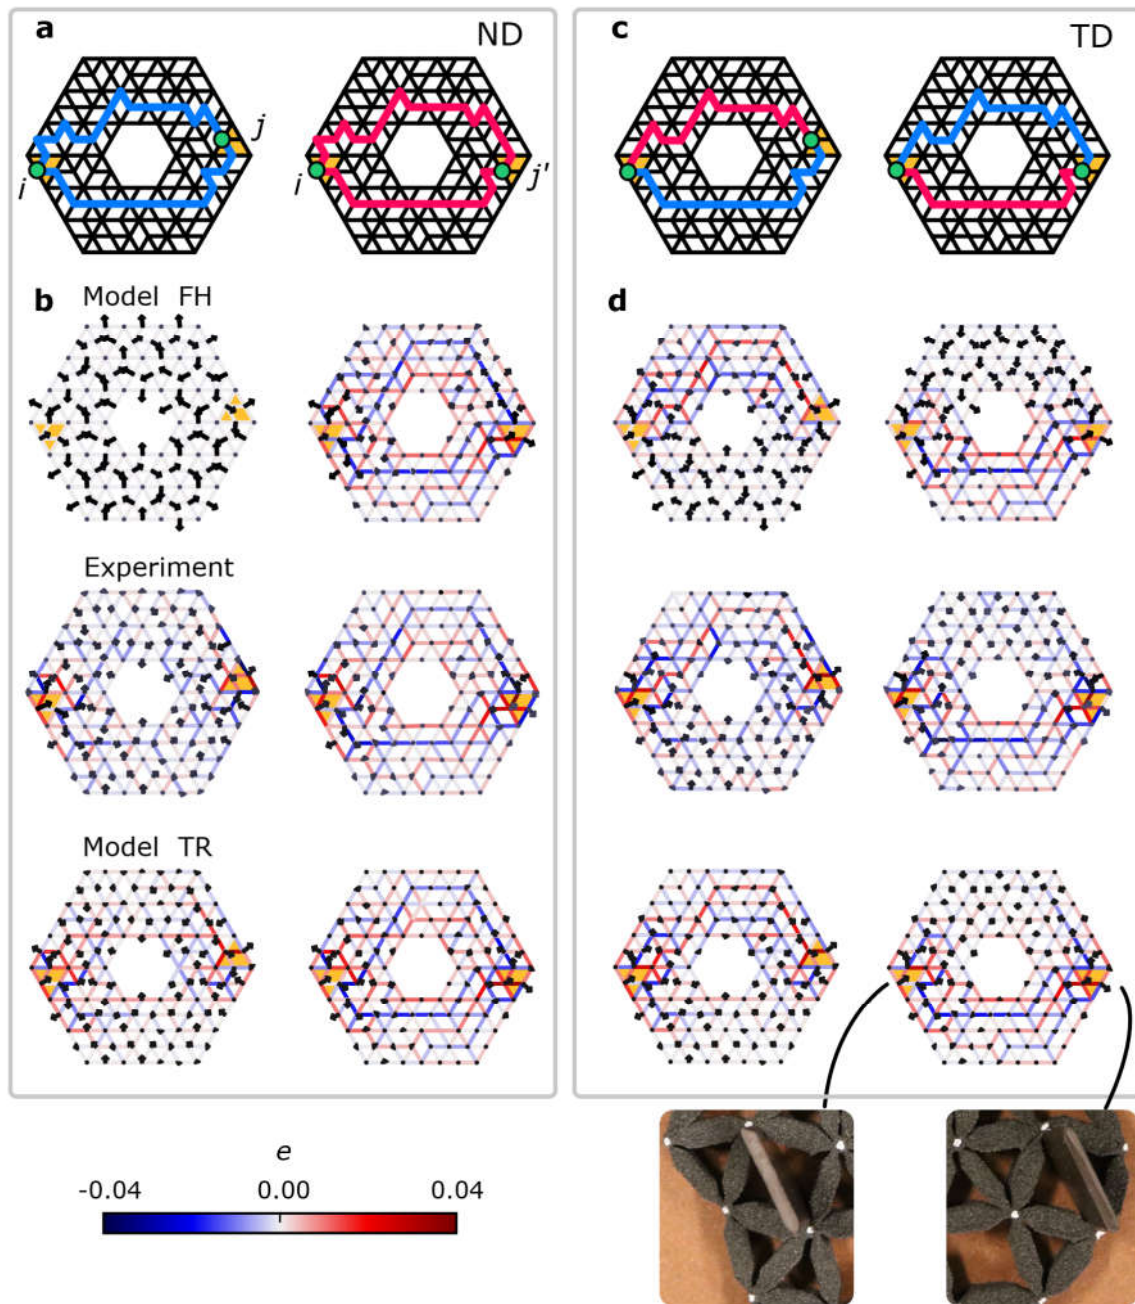 a
ND
c
TD
i
j
i
j'
b
Model FH
d
Experiment
Model TR
e
-0.04
0.00
0.04